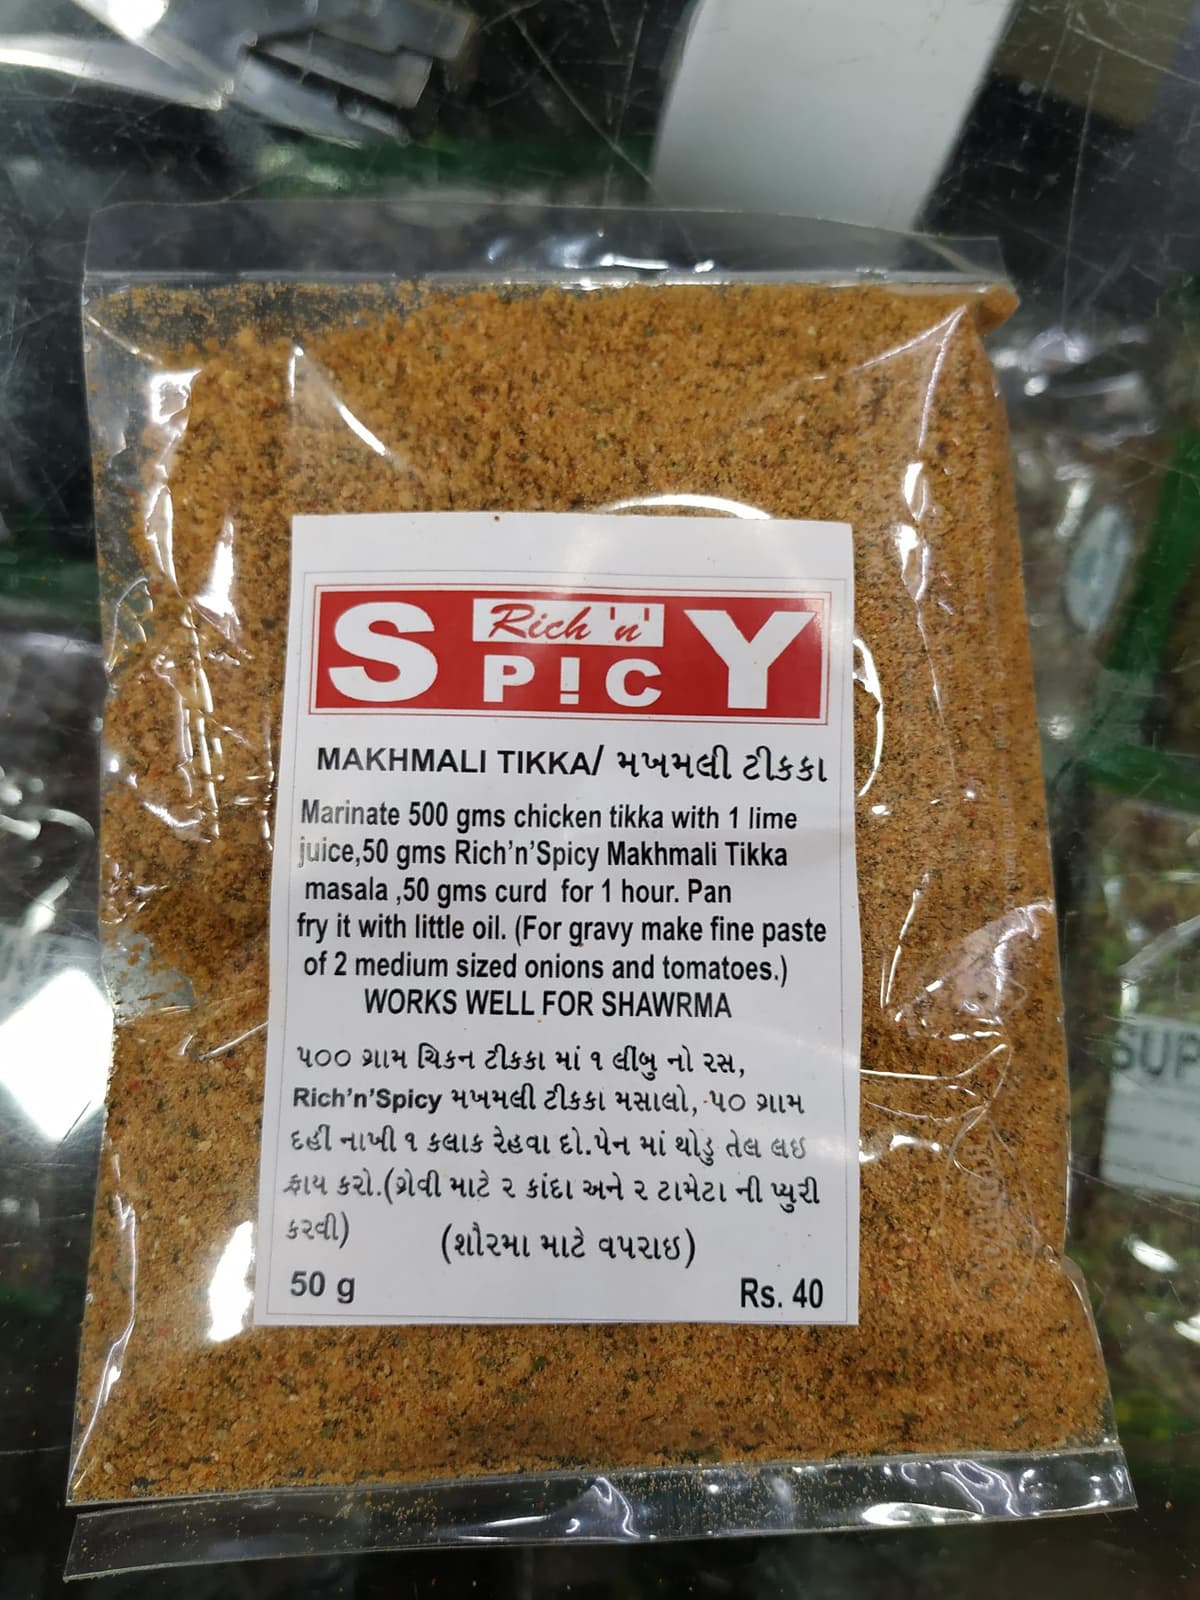 Rich 'n'
SPICY
MAKHMALI TIKKA/ મખમલી ટીકકા
Marinate 500 gms chicken tikka with 1 lime
juice,50 gms Rich'n'Spicy Makhmali Tikka
masala ,50 gms curd for 1 hour. Pan
fry it with little oil. (For gravy make fine paste
of 2 medium sized onions and tomatoes.)
WORKS WELL FOR SHAWRMA
૫૦૦ ગ્રામ ચિકન ટીકકા માં ૧ લીંબુ નો રસ,
Rich'n'Spicy મખમલી ટીકકા મસાલો, ૫૦ ગ્રામ
દહીં નાખી ૧ કલાક રેહવા દો.પેન માં થોડુ તેલ લઇ
ફ્રાય કરો.(ગ્રેવી માટે ૨ કાંદા અને ૨ ટામેટા ની પ્યુરી
કરવી)
(શૌરમા માટે વપરાઇ)
50 g
Rs. 40
SUP